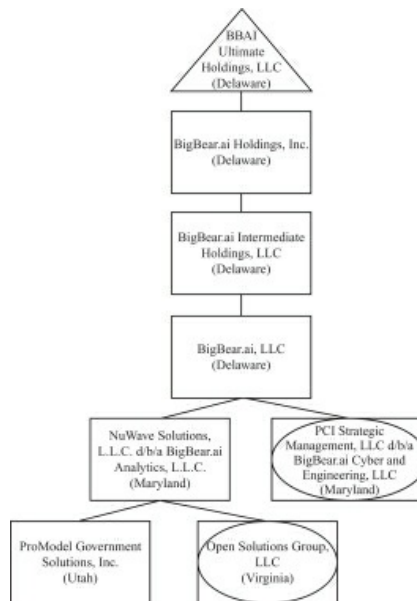 BBAI
Ultimate
Holdings, LLC
(Delaware)
BigBear.ai Holdings, Inc.
(Delaware)
BigBear.ai Intermediate
Holdings, LLC
(Delaware)
BigBear.ai, LLC
(Delaware)
NuWave Solutions,
L.L.C. d/b/a BigBear.ai
Analytics, L.L.C.
(Maryland)
PCI Strategic
Management, LLC d/b/a
BigBear.ai Cyber and
Engineering, LLC
(Maryland)
ProModel Government
Solutions, Inc.
(Utah)
Open Solutions Group,
LLC
(Virginia)